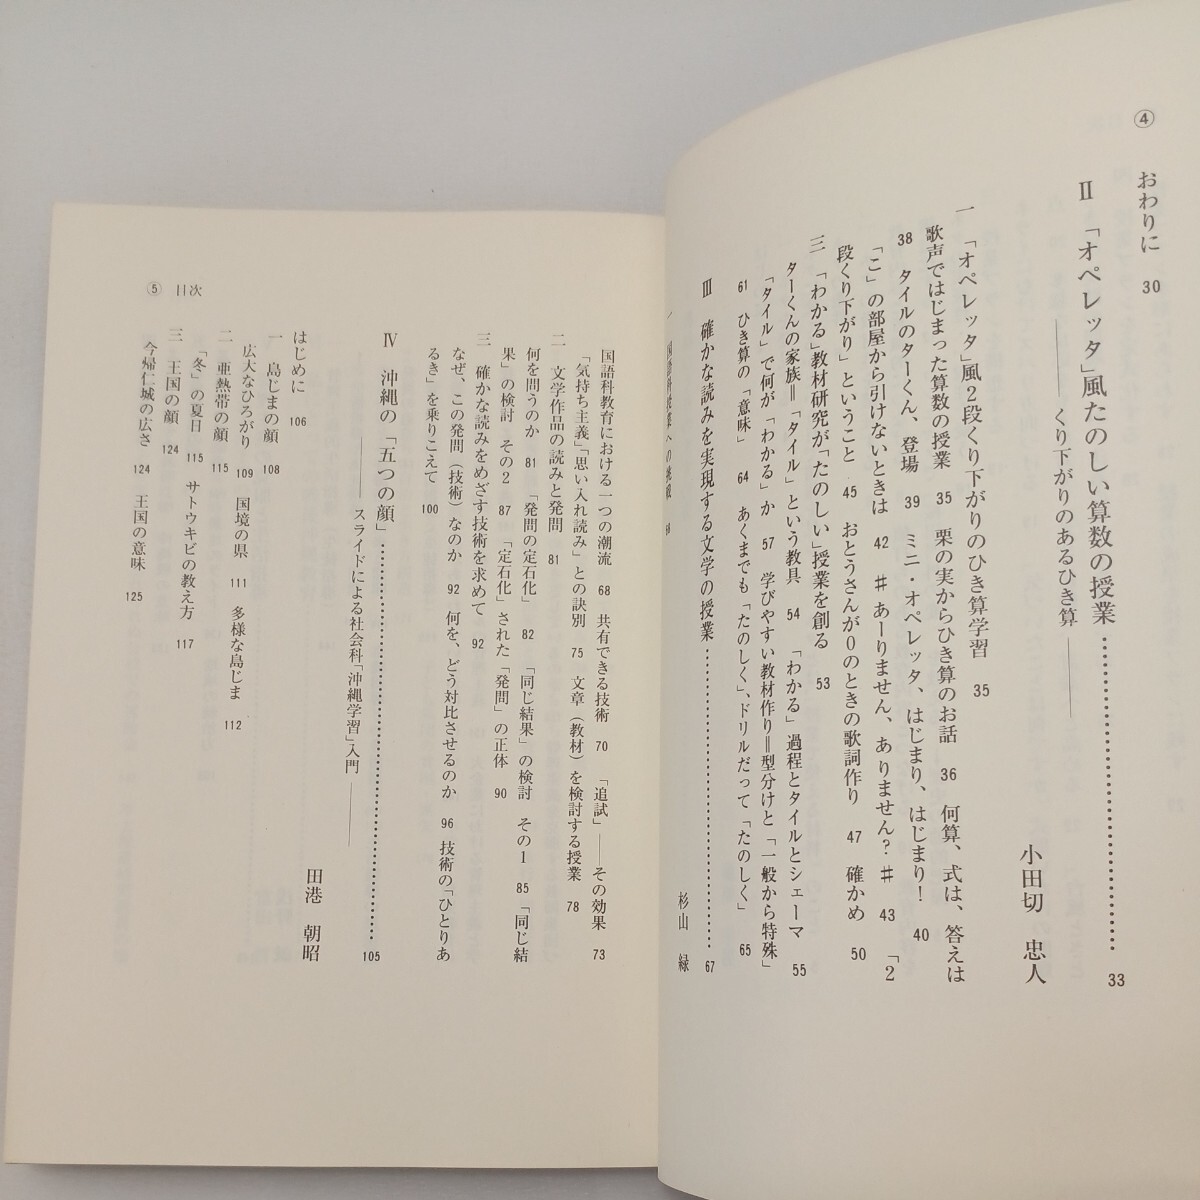 ④
おわりに 30
Ⅱ 「オペレッタ」風たのしい算数の授業……………………………… 33
——くり下がりのあるひき算——
小田切 忠人
一 「オペレッタ」風2段くり下がりのひき算学習 35
歌声ではじまった算数の授業 35 栗の実からひき算のお話 36 何算、式は、答えは
38 タイルのターくん、登場 39 ミニ・オペレッタ、はじまり、はじまり! 40
「こ」の部屋から引けないときは 42 ♯あーりません、ありません?♯ 43 「2
段くり下がり」ということ 45 おとうさんが0のときの歌詞作り 47 確かめ 50
三 「わかる」教材研究が「たのしい」授業を創る 53
ターくんの家族=「タイル」という教具 54 「わかる」過程とタイルとシェーマ 55
「タイル」で何が「わかる」か 57 学びやすい教材作り=型分けと「一般から特殊」
61 ひき算の「意味」 64 あくまでも「たのしく」、ドリルだって「たのしく」 65
Ⅲ 確かな読みを実現する文学の授業……………………………… 67
杉山 緑
国語科教育における一つの潮流 68 共有できる技術 70 「追試」——その効果 73
「気持ち主義」「思い入れ読み」との訣別 75 文章(教材)を検討する授業 78
二 文学作品の読みと発問 81
何を問うのか 81 「発問の定石化」 82 「同じ結果」の検討 その1 85 「同じ結
果」の検討 その2 87 「定石化」された「発問」の正体 90
三 確かな読みをめざす技術を求めて 92
なぜ、この発問(技術)なのか 92 何を、どう対比させるのか 96 技術の「ひとりあ
るき」を乗りこえて 100
Ⅳ 沖縄の「五つの顔」……………………………… 105
——スライドによる社会科「沖縄学習」入門——
田港 朝昭
はじめに 106
一 島じまの顔 108
広大なひろがり 109 国境の県 111 多様な島じま 112
二 亜熱帯の顔 115
「冬」の夏日 115 サトウキビの教え方 117
三 王国の顔 124
今帰仁城の広さ 124 王国の意味 125
⑤ 目次